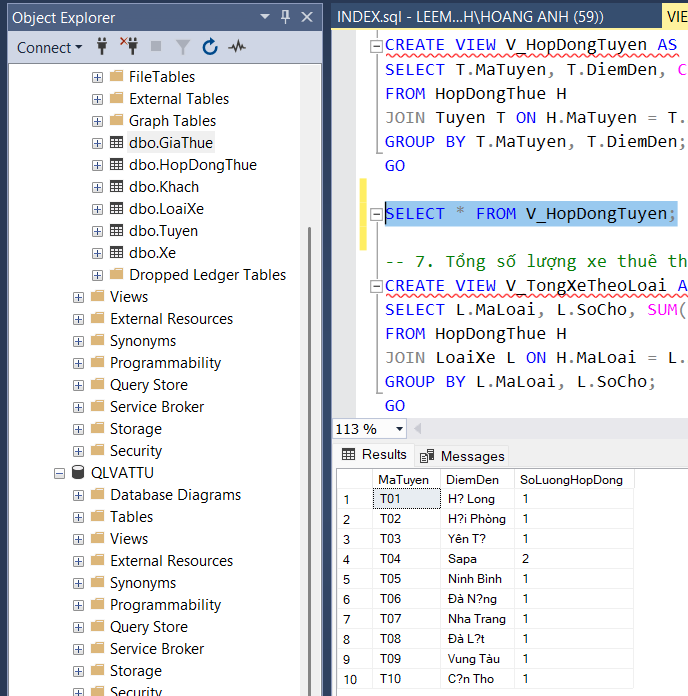 Object Explorer
Connect
FileTables
External Tables
Graph Tables
dbo.GiaThue
dbo.HopDongThue
dbo.Khach
dbo.LoaiXe
dbo.Tuyen
dbo.Xe
Dropped Ledger Tables
Views
External Resources
Synonyms
Programmability
Query Store
Service Broker
Storage
Security
QLVATTU
Database Diagrams
Tables
Views
External Resources
Synonyms
Programmability
Query Store
Service Broker
Storage
Security
INDEX.sql - LEEM...H\HOANG ANH (59)) VIE
CREATE VIEW V_HopDongTuyen AS
SELECT T.MaTuyen, T.DiemDen, C
FROM HopDongThue H
JOIN Tuyen T ON H.MaTuyen = T.
GROUP BY T.MaTuyen, T.DiemDen;
GO
SELECT * FROM V_HopDongTuyen;
-- 7. Tổng số lượng xe thuê th
CREATE VIEW V_TongXeTheoLoai A
SELECT L.MaLoai, L.SoCho, SUM(
FROM HopDongThue H
JOIN LoaiXe L ON H.MaLoai = L.
GROUP BY L.MaLoai, L.SoCho;
GO
113 %
Results Messages
MaTuyen DiemDen SoLuongHopDong
1 T01 H? Long 1
2 T02 H?i Phòng 1
3 T03 Yên T? 1
4 T04 Sapa 2
5 T05 Ninh Bình 1
6 T06 Đà N?ng 1
7 T07 Nha Trang 1
8 T08 Đà L?t 1
9 T09 Vung Tàu 1
10 T10 C?n Tho 1